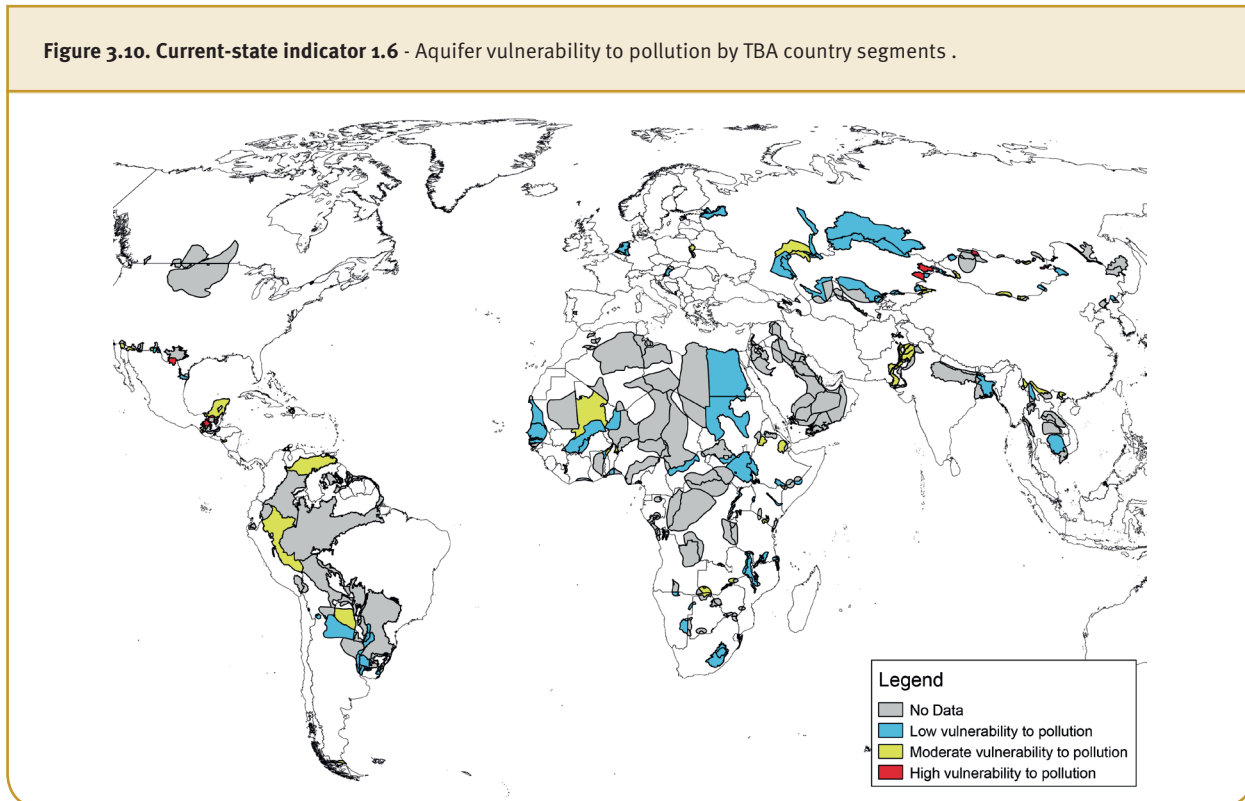 Figure 3.10. Current-state indicator 1.6 - Aquifer vulnerability to pollution by TBA country segments .
Legend
No Data
Low vulnerability to pollution
Moderate vulnerability to pollution
High vulnerability to pollution